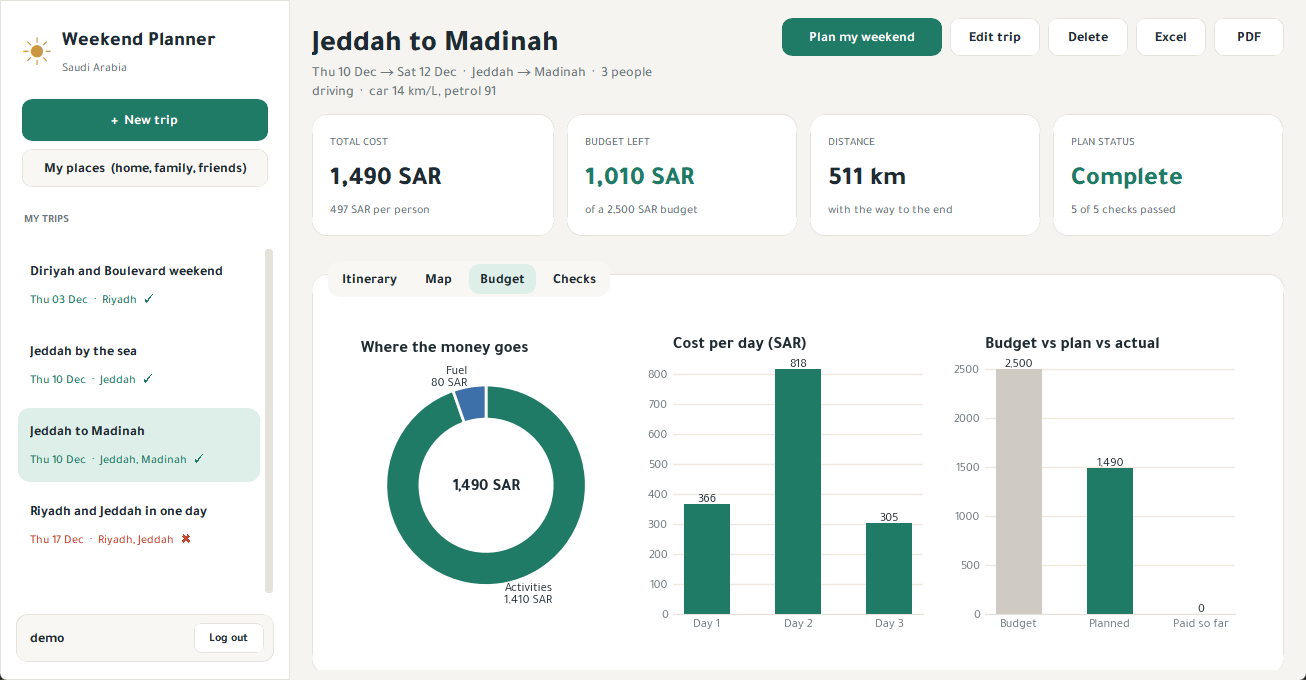 Weekend Planner
Saudi Arabia
+ New trip
My places (home, family, friends)
MY TRIPS
Diriyah and Boulevard weekend
Thu 03 Dec · Riyadh ✓
Jeddah by the sea
Thu 10 Dec · Jeddah ✓
Jeddah to Madinah
Thu 10 Dec · Jeddah, Madinah ✓
Riyadh and Jeddah in one day
Thu 17 Dec · Riyadh, Jeddah ✖
demo
Log out
Jeddah to Madinah
Thu 10 Dec → Sat 12 Dec · Jeddah → Madinah · 3 people
driving · car 14 km/L, petrol 91
Plan my weekend
Edit trip
Delete
Excel
PDF
TOTAL COST
1,490 SAR
497 SAR per person
BUDGET LEFT
1,010 SAR
of a 2,500 SAR budget
DISTANCE
511 km
with the way to the end
PLAN STATUS
Complete
5 of 5 checks passed
Itinerary
Map
Budget
Checks
Where the money goes
Fuel
80 SAR
1,490 SAR
Activities
1,410 SAR
Cost per day (SAR)
800
700
600
500
400
300
200
100
0
366
818
305
Day 1
Day 2
Day 3
Budget vs plan vs actual
2500
2000
1500
1000
500
0
2,500
1,490
0
Budget
Planned
Paid so far